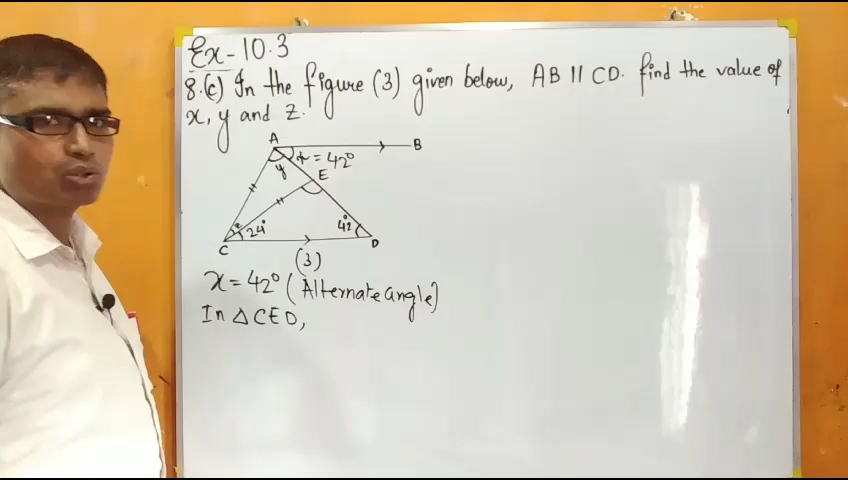 Ex-10.3
8.(c) In the figure (3) given below, AB || CD. find the value of
x, y and z.
A
B
x = 42°
y
E
z
24°
42°
C
D
(3)
x = 42° (Alternate angle)
In △CED,